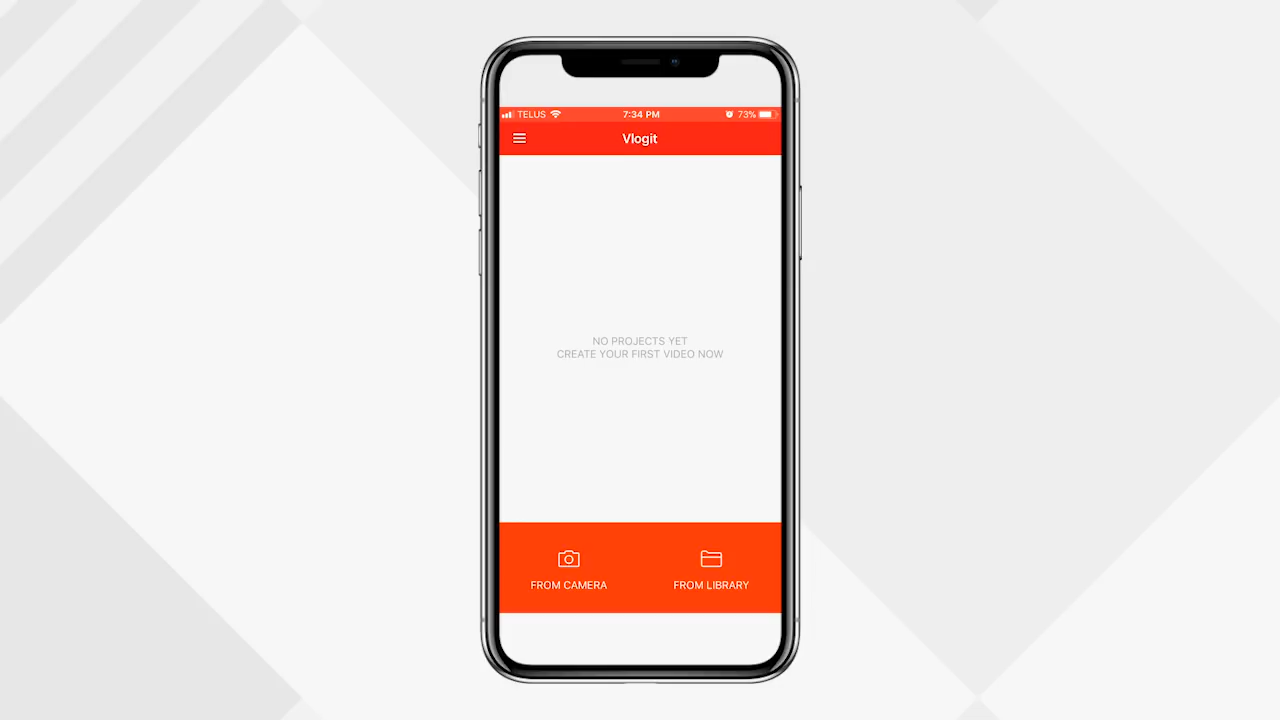 TELUS 7:34 PM 73%
Vlogit
NO PROJECTS YET
CREATE YOUR FIRST VIDEO NOW
FROM CAMERA FROM LIBRARY